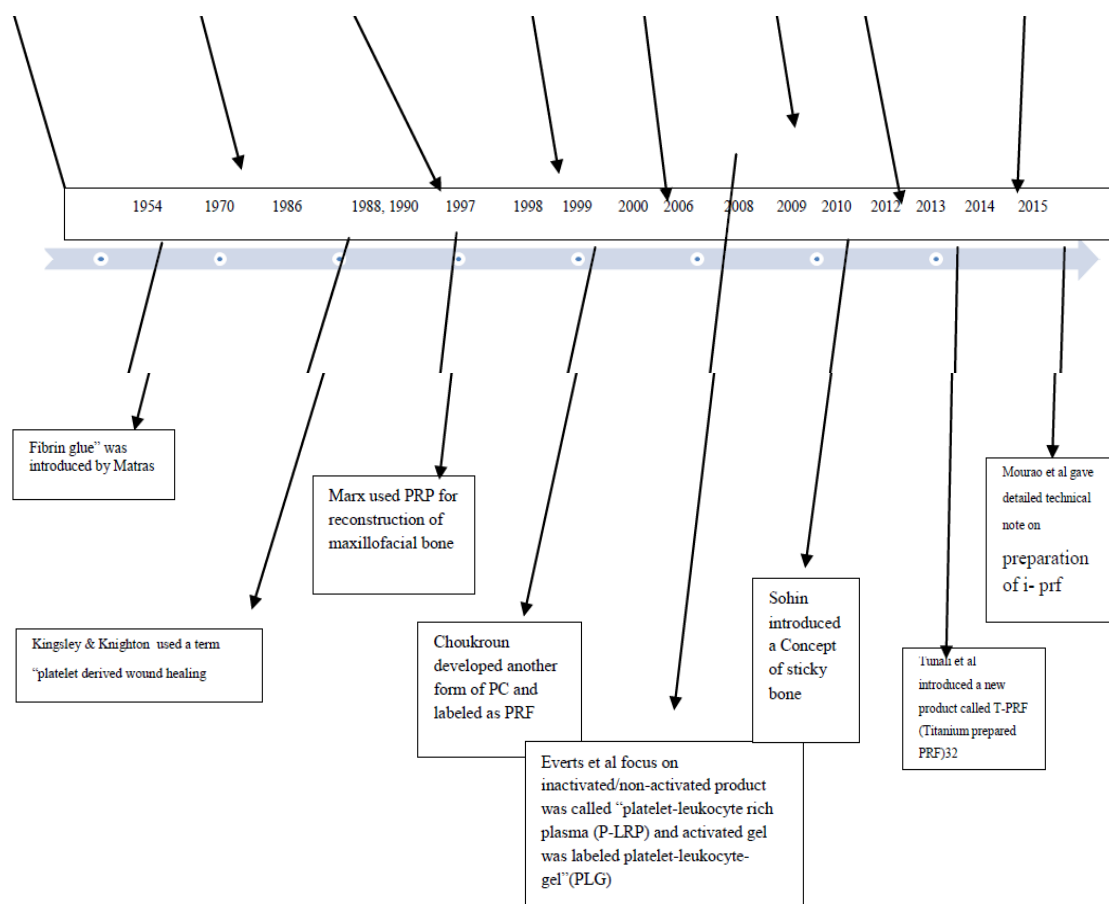 1954 1970 1986 1988, 1990 1997 1998 1999 2000 2006 2008 2009 2010 2012 2013 2014 2015
Fibrin glue” was
introduced by Matras
Kingsley & Knighton used a term
“platelet derived wound healing
Marx used PRP for
reconstruction of
maxillofacial bone
Choukroun
developed another
form of PC and
labeled as PRF
Everts et al focus on
inactivated/non-activated product
was called “platelet-leukocyte rich
plasma (P-LRP) and activated gel
was labeled platelet-leukocyte-
gel”(PLG)
Sohin
introduced
a Concept
of sticky
bone
Tunali et al
introduced a new
product called T-PRF
(Titanium prepared
PRF)32
Mourao et al gave
detailed technical
note on
preparation
of i- prf